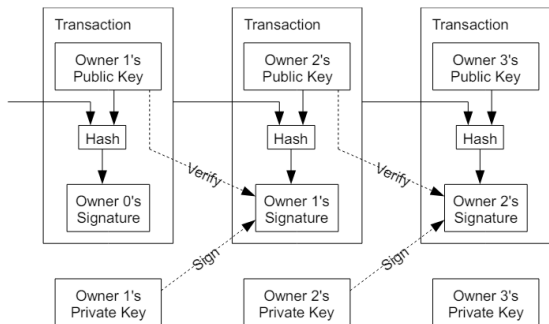 Transaction
Transaction
Transaction
Owner 1's
Public Key
Owner 2's
Public Key
Owner 3's
Public Key
Hash
Hash
Hash
Verify
Verify
Owner 0's
Signature
Owner 1's
Signature
Owner 2's
Signature
Sign
Sign
Owner 1's
Private Key
Owner 2's
Private Key
Owner 3's
Private Key